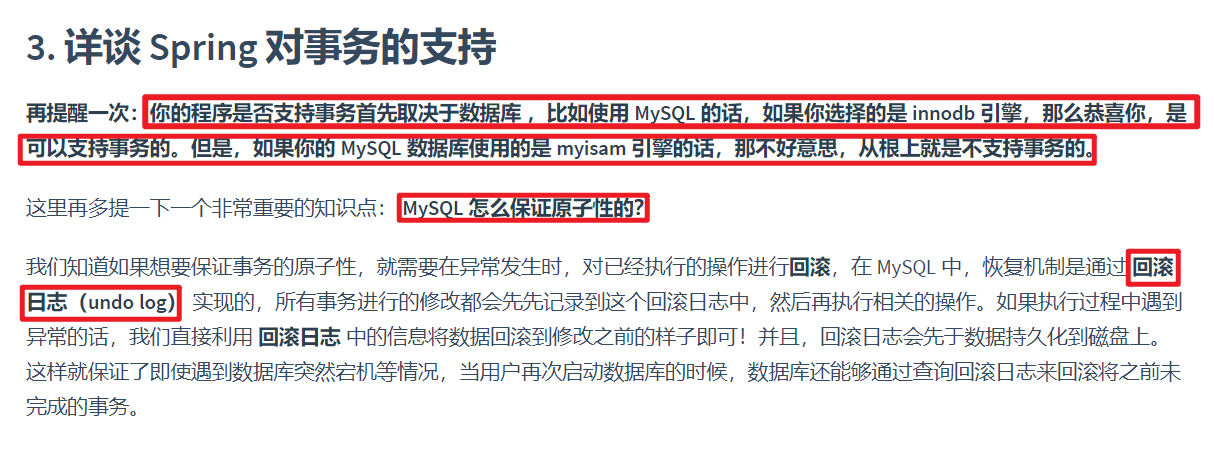 3. 详谈 Spring 对事务的支持
再提醒一次：你的程序是否支持事务首先取决于数据库 ，比如使用 MySQL 的话，如果你选择的是 innodb 引擎，那么恭喜你，是
可以支持事务的。但是，如果你的 MySQL 数据库使用的是 myisam 引擎的话，那不好意思，从根上就是不支持事务的。
这里再多提一下一个非常重要的知识点： MySQL 怎么保证原子性的？
我们知道如果想要保证事务的原子性，就需要在异常发生时，对已经执行的操作进行回滚，在 MySQL 中，恢复机制是通过 回滚
日志（undo log） 实现的，所有事务进行的修改都会先先记录到这个回滚日志中，然后再执行相关的操作。如果执行过程中遇到
异常的话，我们直接利用 回滚日志 中的信息将数据回滚到修改之前的样子即可！并且，回滚日志会先于数据持久化到磁盘上。
这样就保证了即使遇到数据库突然宕机等情况，当用户再次启动数据库的时候，数据库还能够通过查询回滚日志来回滚将之前未
完成的事务。